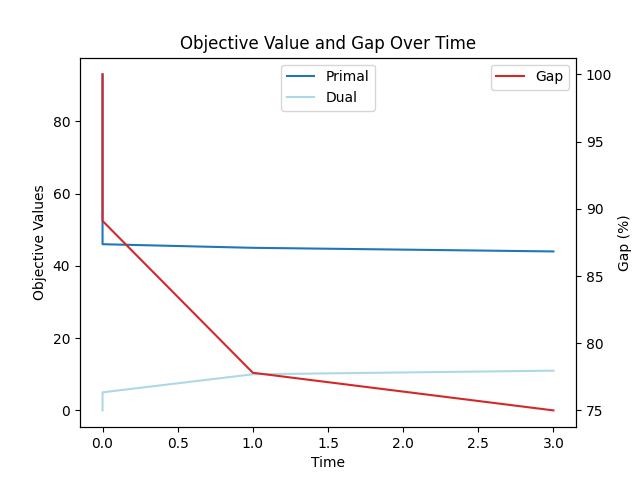 Objective Value and Gap Over Time
Primal
Dual
Gap
Objective Values
80
60
40
20
0
100
95
90
85
80
75
Gap (%)
0.0 0.5 1.0 1.5 2.0 2.5 3.0
Time